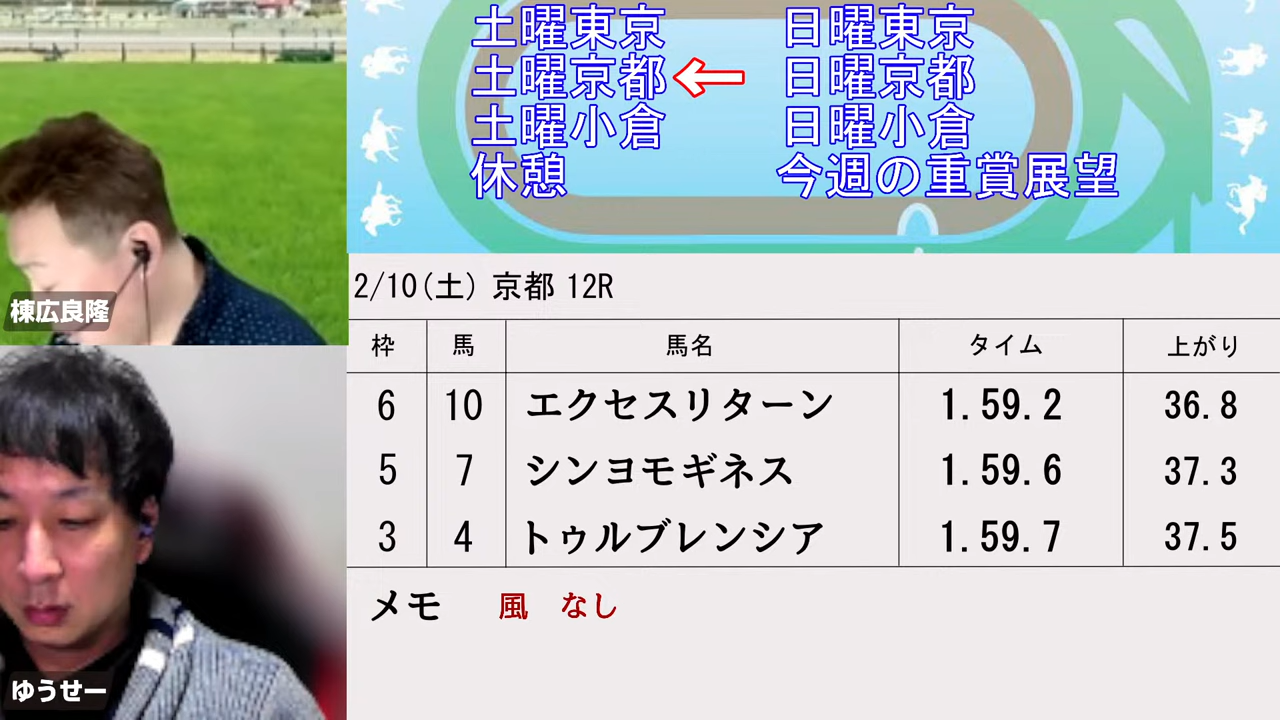 土曜東京 日曜東京
土曜京都 日曜京都
土曜小倉 日曜小倉
休憩 今週の重賞展望
棟広良隆
ゆうせー
2/10(土) 京都 12R
枠 馬 馬名 タイム 上がり
6 10 エクセスリターン 1.59.2 36.8
5 7 シンヨモギネス 1.59.6 37.3
3 4 トゥルブレンシア 1.59.7 37.5
メモ 風 なし